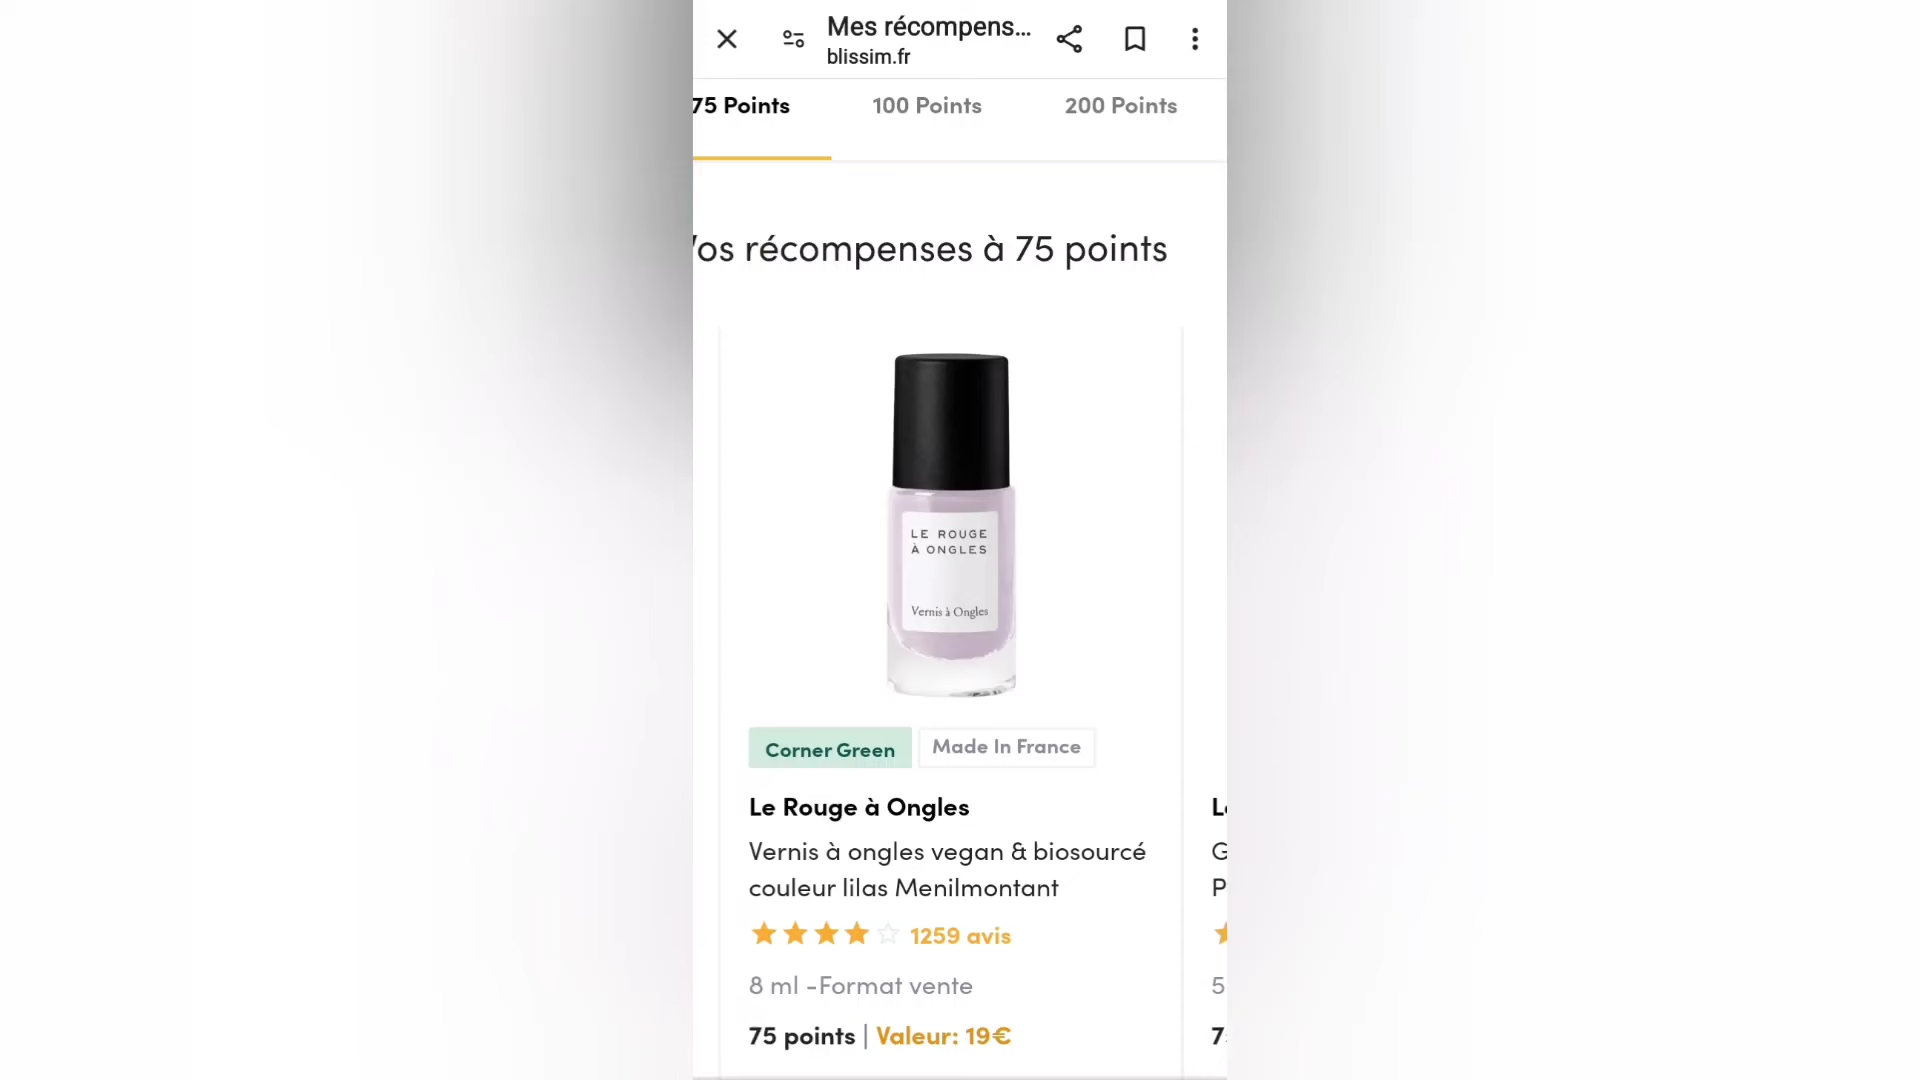 Mes récompens...
blissim.fr
75 Points
100 Points
200 Points
Vos récompenses à 75 points
LE ROUGE
À ONGLES
Vernis à Ongles
Corner Green
Made In France
Le Rouge à Ongles
Vernis à ongles vegan & biosourcé
couleur lilas Menilmontant
1259 avis
8 ml -Format vente
75 points | Valeur: 19€